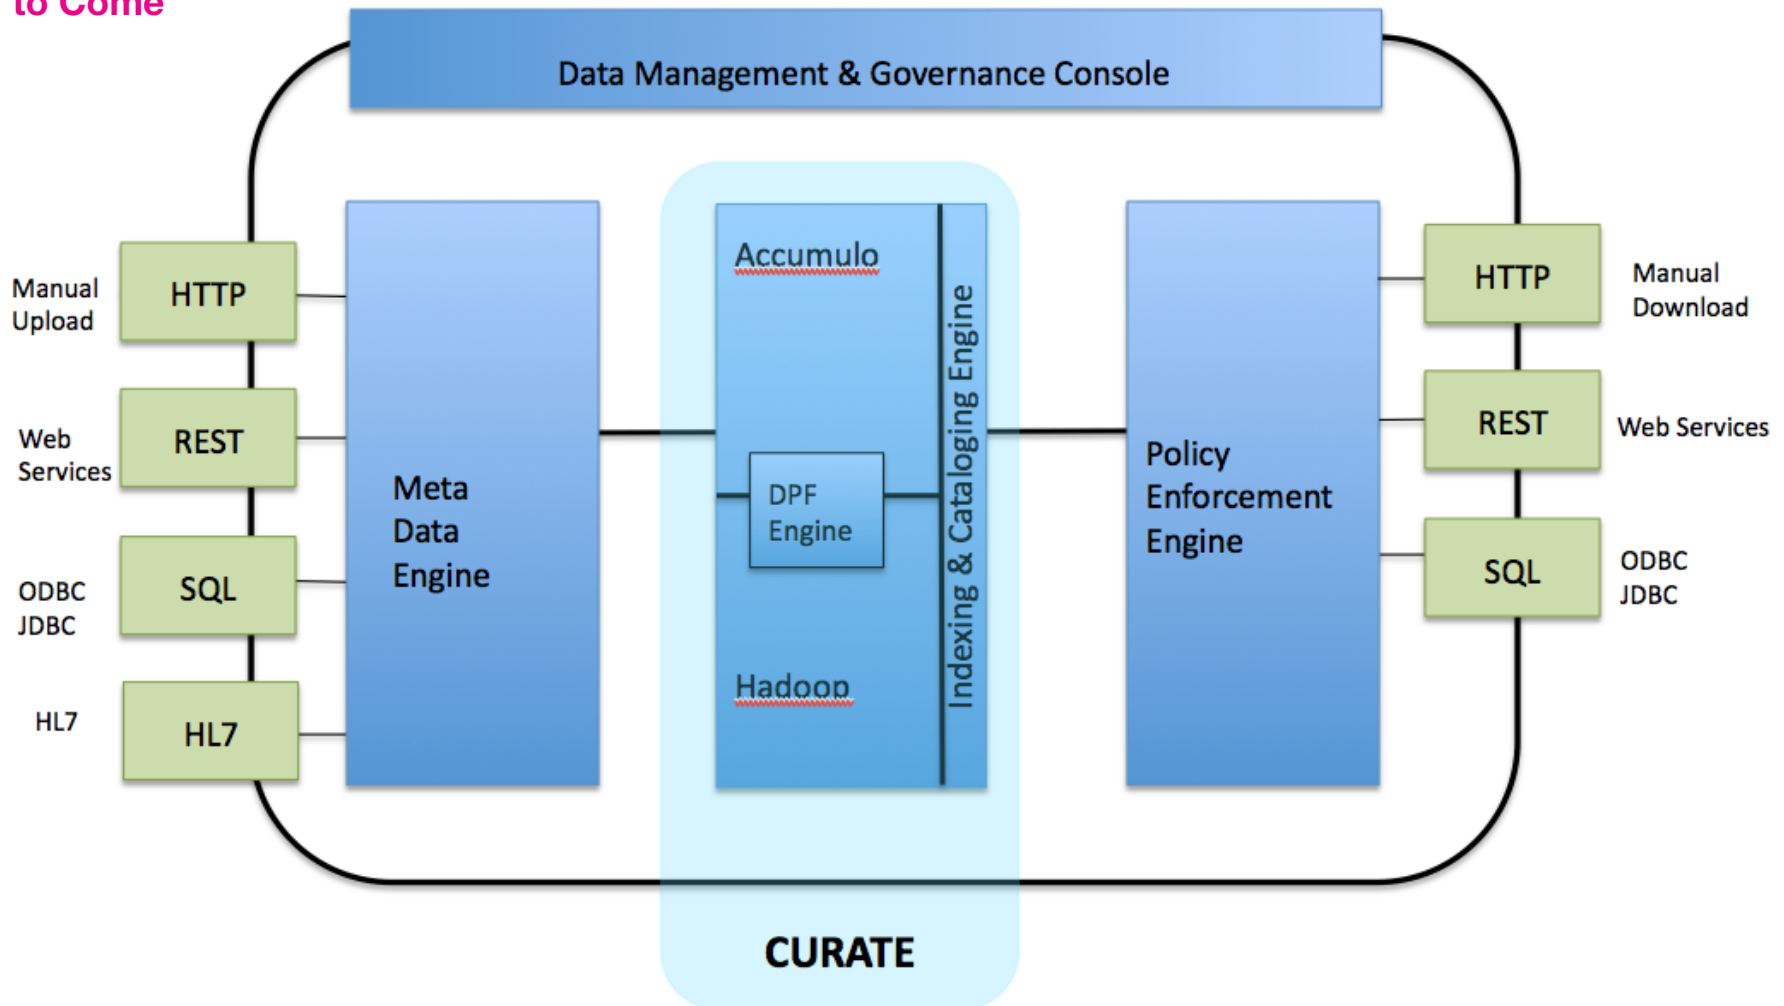 to Come
Data Management & Governance Console
Manual
Upload
HTTP
Web
Services
REST
ODBC
JDBC
SQL
HL7
HL7
Meta
Data
Engine
Accumulo
DPF
Engine
Hadoop
Indexing & Cataloging Engine
Policy
Enforcement
Engine
HTTP
Manual
Download
REST
Web Services
SQL
ODBC
JDBC
CURATE